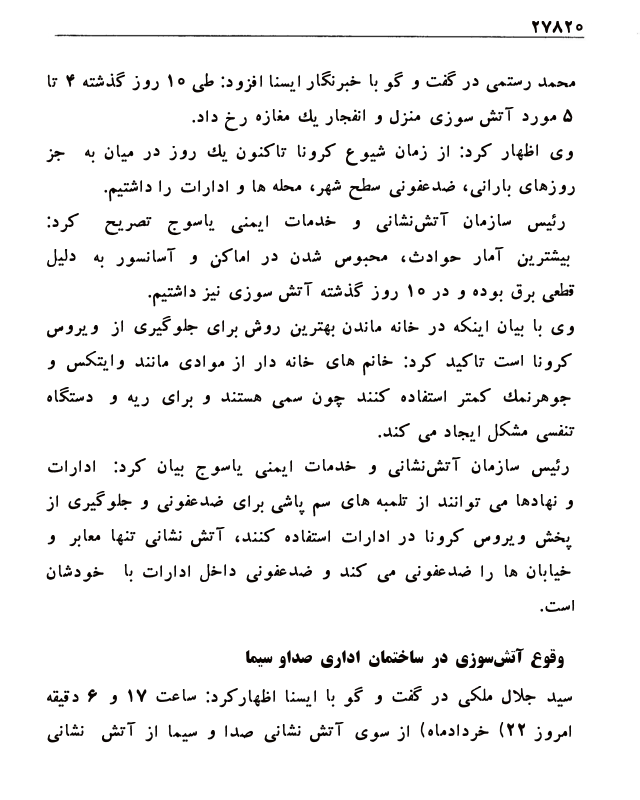 ۲۷۸۲۰
محمد رستمی در گفت و گو با خبرنگار ایسنا افزود: طی ۱۰ روز گذشته ۴ تا
۵ مورد آتش سوزی منزل و انفجار یك مغازه رخ داد.
وی اظهار کرد: از زمان شیوع کرونا تاکنون یك روز در میان به جز
روزهای بارانی، ضدعفونی سطح شهر، محله ها و ادارات را داشتیم.
رئیس سازمان آتش‌نشانی و خدمات ایمنی یاسوج تصریح کرد:
بیشترین آمار حوادث، محبوس شدن در اماکن و آسانسور به دلیل
قطعی برق بوده و در ۱۰ روز گذشته آتش سوزی نیز داشتیم.
وی با بیان اینکه در خانه ماندن بهترین روش برای جلوگیری از ویروس
کرونا است تاکید کرد: خانم های خانه دار از موادی مانند وایتکس و
جوهرنمك کمتر استفاده کنند چون سمی هستند و برای ریه و دستگاه
تنفسی مشکل ایجاد می کند.
رئیس سازمان آتش‌نشانی و خدمات ایمنی یاسوج بیان کرد: ادارات
و نهادها می توانند از تلمبه های سم پاشی برای ضدعفونی و جلوگیری از
پخش ویروس کرونا در ادارات استفاده کنند، آتش نشانی تنها معابر و
خیابان ها را ضدعفونی می کند و ضدعفونی داخل ادارات با خودشان
است.
وقوع آتش‌سوزی در ساختمان اداری صداو سیما
سید جلال ملکی در گفت و گو با ایسنا اظهارکرد: ساعت ۱۷ و ۶ دقیقه
امروز ۲۲) خردادماه) از سوی آتش نشانی صدا و سیما از آتش نشانی